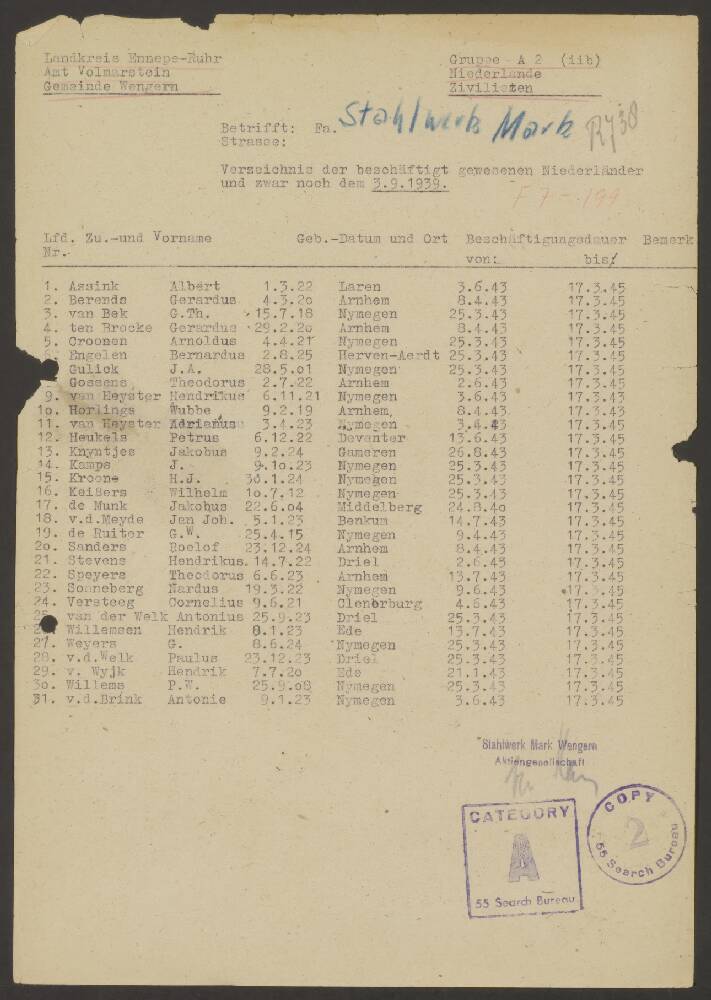 Landkreis Ennepe-Ruhr Gruppe A 2 (iib)
Amt Volmarstein Niederlande
Gemeinde Wengern Zivilisten
Betrifft: Fa. Stahlwerk Mark R 738
Strasse:
Verzeichnis der beschäftigt gewesenen Niederländer
und zwar nach dem 3.9.1939.
Lfd. Zu.-und Vorname Geb.-Datum und Ort Beschäftigungsdauer Bemerk
Nr. von: bis:
1. Assink Albert 1.3.22 Laren 3.6.43 17.3.45
2. Berends Gerardus 4.3.20 Arnhem 8.4.43 17.3.45
3. van Bek G.Th. 15.7.18 Nymegen 25.3.43 17.3.45
4. ten Brocke Gerardus 29.2.20 Arnhem 8.4.43 17.3.45
5. Croonen Arnoldus 4.4.21 Nymegen 25.3.43 17.3.45
6. Engelen Bernardus 2.8.25 Herven-Aerdt 25.3.43 17.3.45
Gulick J.A. 28.5.01 Nymegen 25.3.43 17.3.45
Gossens Theodorus 2.7.22 Arnhem 2.6.43 17.3.45
9. van Heyster Hendrikus 6.11.21 Nymegen 3.6.43 17.3.43
1o. Horlings Wubbe 9.2.19 Arnhem, 8.4.43 17.3.43
11. van Heyster Adrianus 3.4.23 Nymegen 3.4.43 17.3.45
12. Heukels Petrus 6.12.22 Deventer 13.6.43 17.3.45
13. Knyntjes Jakobus 9.2.24 Gameren 26.8.43 17.3.45
14. Kamps J. 9.10.23 Nymegen 25.3.43 17.3.45
15. Kroone H.J. 30.1.24 Nymegen 25.3.43 17.3.45
16. Keißers Wilhelm 1o.7.12 Nymegen 25.3.43 17.3.45
17. de Munk Jakobus 22.6.o4 Middelberg 24.8.4o 17.3.45
18. v.d.Meyde Jan Joh. 5.1.23 Benkum 14.7.43 17.3.45
19. de Ruiter G.W. 25.4.15 Nymegen 9.4.43 17.3.45
2o. Sanders Roelof 23.12.24 Arnhem 8.4.43 17.3.45
21. Stevens Hendrikus. 14.7.22 Driel 2.6.45 17.3.45
22. Speyers Theodorus 6.6.23 Arnhem 13.7.43 17.3.45
23. Sonneberg Nardus 19.3.22 Nymegen 9.6.43 17.3.45
24. Versteeg Cornelius 9.6.21 Clenorburg 4.6.43 17.3.45
van der Welk Antonius 25.9.23 Driel 25.3.43 17.3.45
Willemsen Hendrik 8.1.23 Ede 13.7.43 17.3.45
27. Weyers G. 8.6.24 Nymegen 25.3.43 17.3.45
28. v.d.Welk Paulus 23.12.23 Driel 25.3.43 17.3.45
29. v. Wyjk Hendrik 7.7.2o Ede 21.1.43 17.3.45
3o. Willems P.W. 25.9.o8 Nymegen 25.3.43 17.3.45
31. v.d.Brink Antonie 9.1.23 Nymegen 3.6.43 17.3.45
Stahlwerk Mark Wengern
Aktiengesellschaft
CATEGORY
A
55 Search Bureau
COPY
2
55 Search Bureau